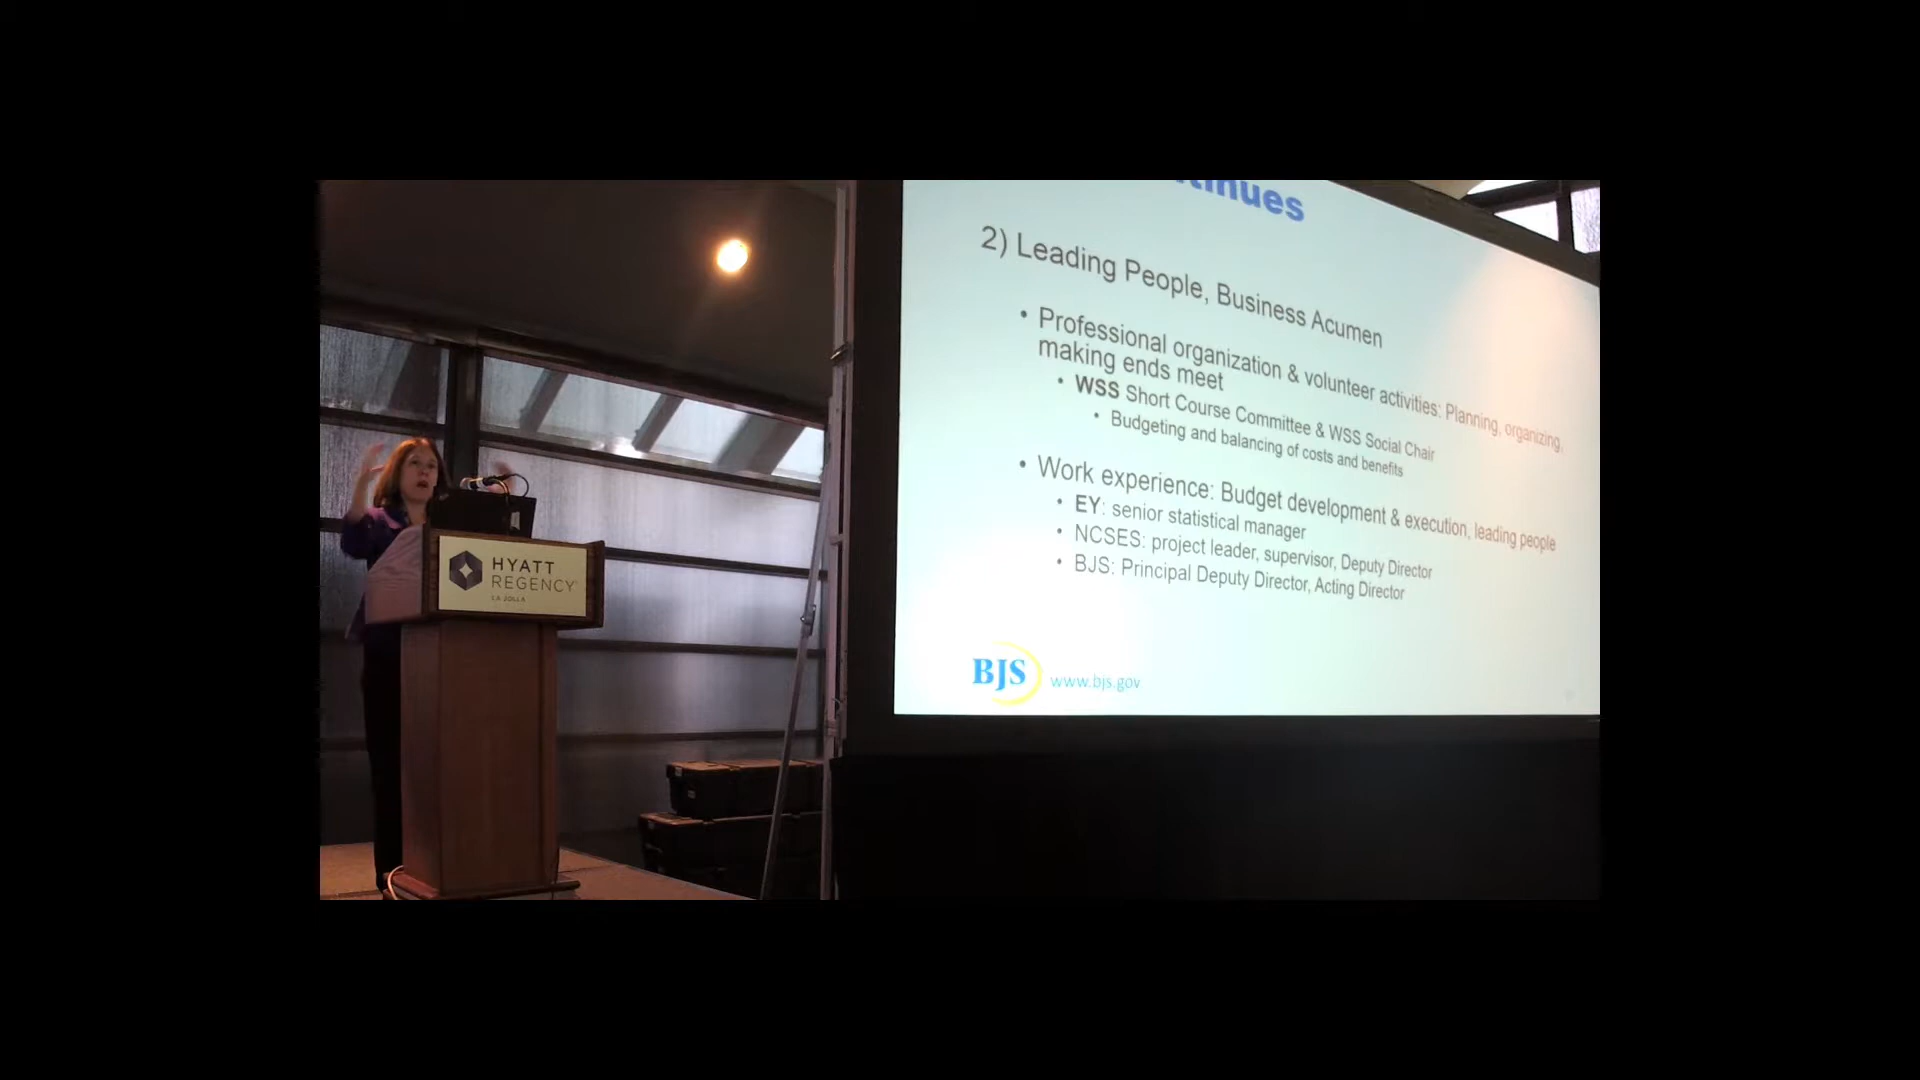 tinues
2) Leading People, Business Acumen
• Professional organization & volunteer activities: Planning, organizing,
making ends meet
• WSS Short Course Committee & WSS Social Chair
• Budgeting and balancing of costs and benefits
• Work experience: Budget development & execution, leading people
• EY: senior statistical manager
• NCSES: project leader, supervisor, Deputy Director
• BJS: Principal Deputy Director, Acting Director
BJS www.bjs.gov
HYATT
REGENCY
LA JOLLA